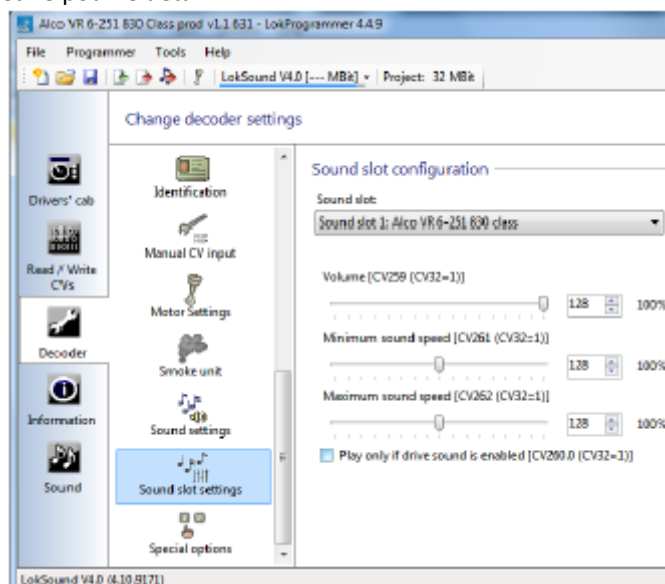 Alco VR 6-251 830 Class prod v1.1 631 - LokProgrammer 4.4.9
File Programmer Tools Help
LokSound V4.0 [--- MBit] Project: 32 MBit
Change decoder settings
Drivers' cab
Read / Write
CVs
Decoder
Information
Sound
Identification
Manual CV input
Motor Settings
Smoke unit
Sound settings
Sound slot settings
Special options
Sound slot configuration
Sound slot:
Sound slot 1: Alco VR 6-251 830 class
Volume [CV259 (CV32=1)]
128 100%
Minimum sound speed [CV261 (CV32=1)]
128 100%
Maximum sound speed [CV262 (CV32=1)]
128 100%
Play only if drive sound is enabled [CV260.0 (CV32=1)]
LokSound V4.0 (4.10.9171)